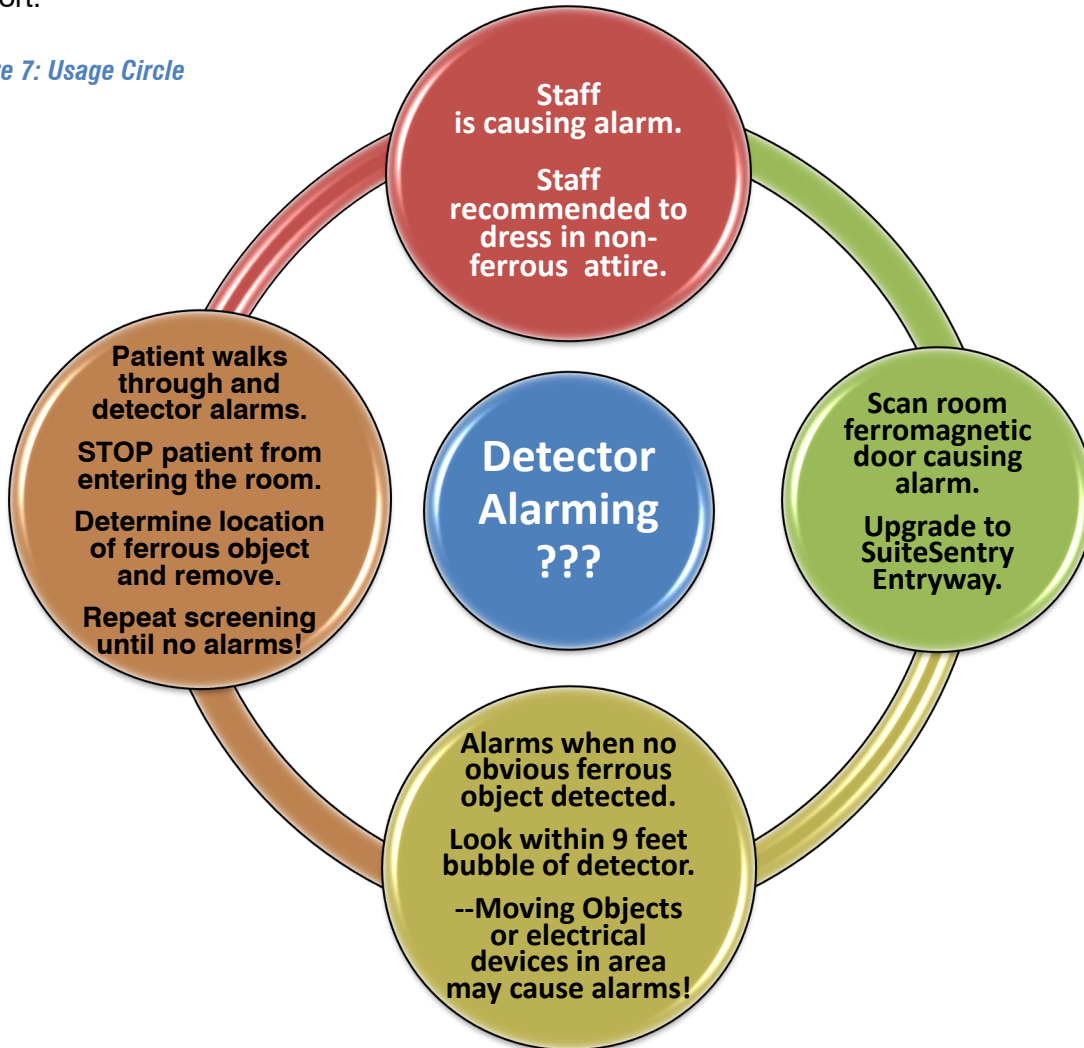 ort.
e 7: Usage Circle
Staff
is causing alarm.
Staff
recommended to
dress in non-
ferrous attire.
Scan room
ferromagnetic
door causing
alarm.
Upgrade to
SuiteSentry
Entryway.
Alarms when no
obvious ferrous
object detected.
Look within 9 feet
bubble of detector.
--Moving Objects
or electrical
devices in area
may cause alarms!
Patient walks
through and
detector alarms.
STOP patient from
entering the room.
Determine location
of ferrous object
and remove.
Repeat screening
until no alarms!
Detector
Alarming
???